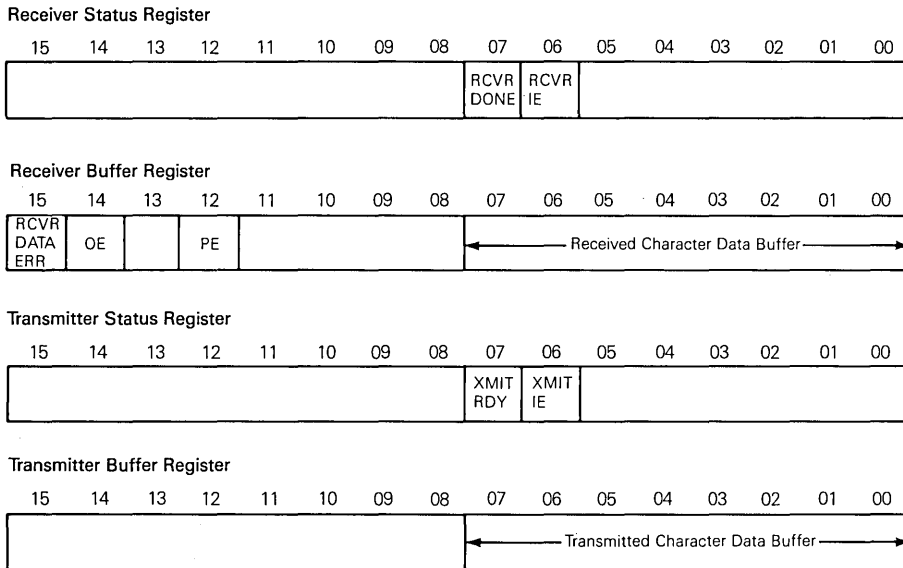 Receiver Status Register
15 14 13 12 11 10 09 08 07 06 05 04 03 02 01 00
RCVR DONE
RCVR IE
Receiver Buffer Register
15 14 13 12 11 10 09 08 07 06 05 04 03 02 01 00
RCVR DATA ERR
OE
PE
Received Character Data Buffer
Transmitter Status Register
15 14 13 12 11 10 09 08 07 06 05 04 03 02 01 00
XMIT RDY
XMIT IE
Transmitter Buffer Register
15 14 13 12 11 10 09 08 07 06 05 04 03 02 01 00
Transmitted Character Data Buffer